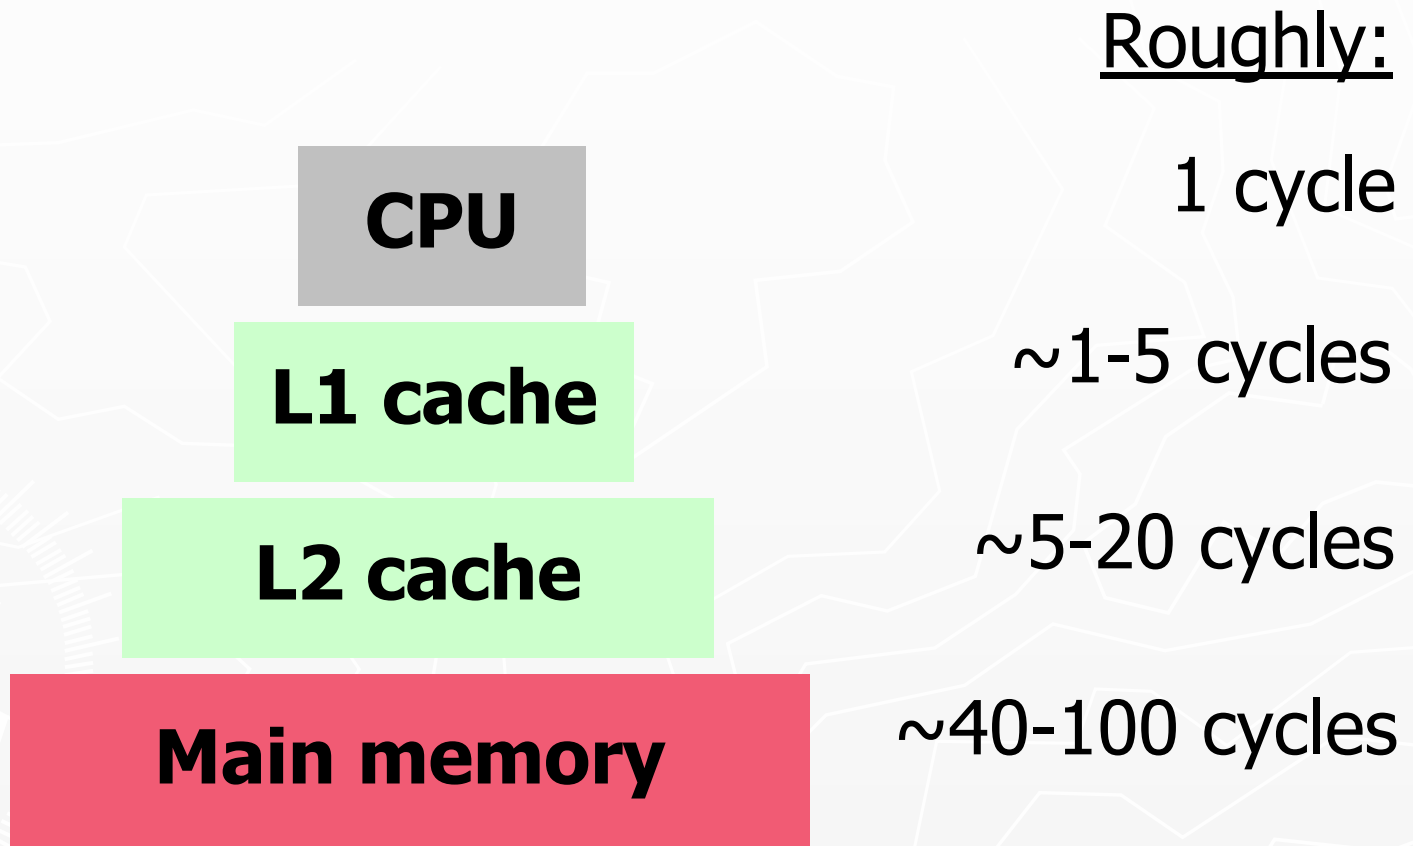 Roughly:
CPU
1 cycle
L1 cache
~1-5 cycles
L2 cache
~5-20 cycles
Main memory
~40-100 cycles